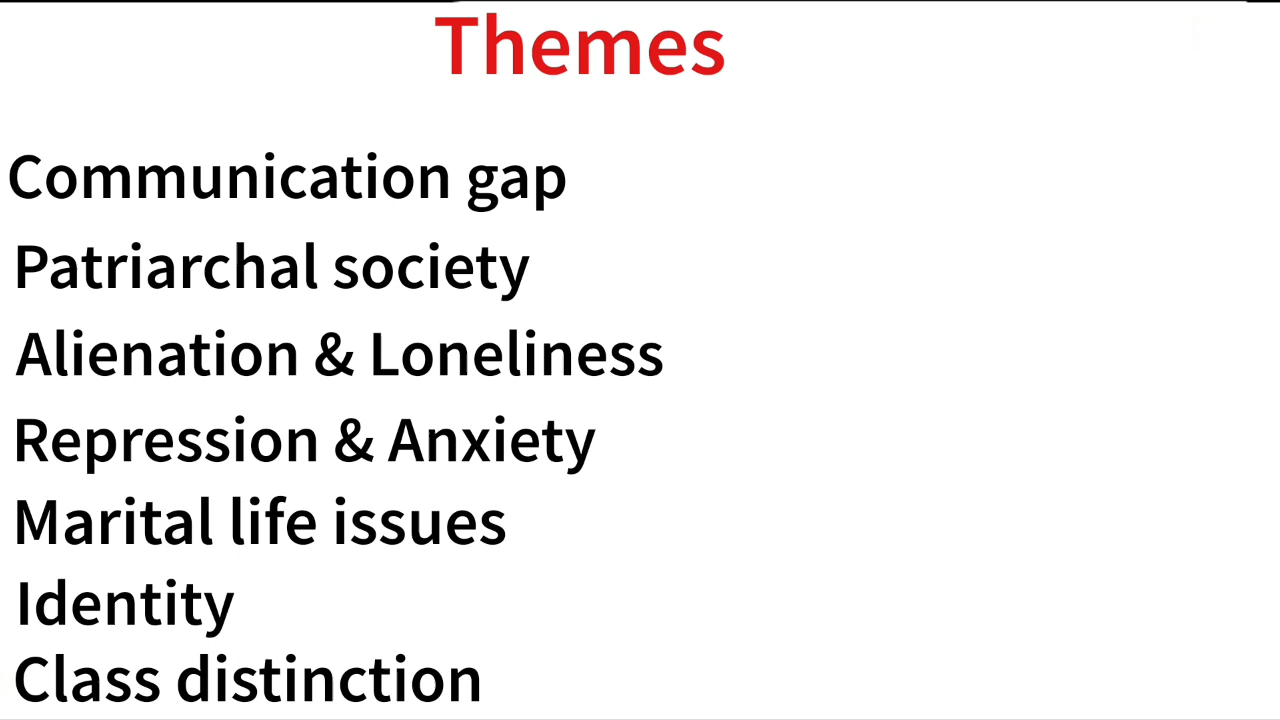 Themes
Communication gap
Patriarchal society
Alienation & Loneliness
Repression & Anxiety
Marital life issues
Identity
Class distinction